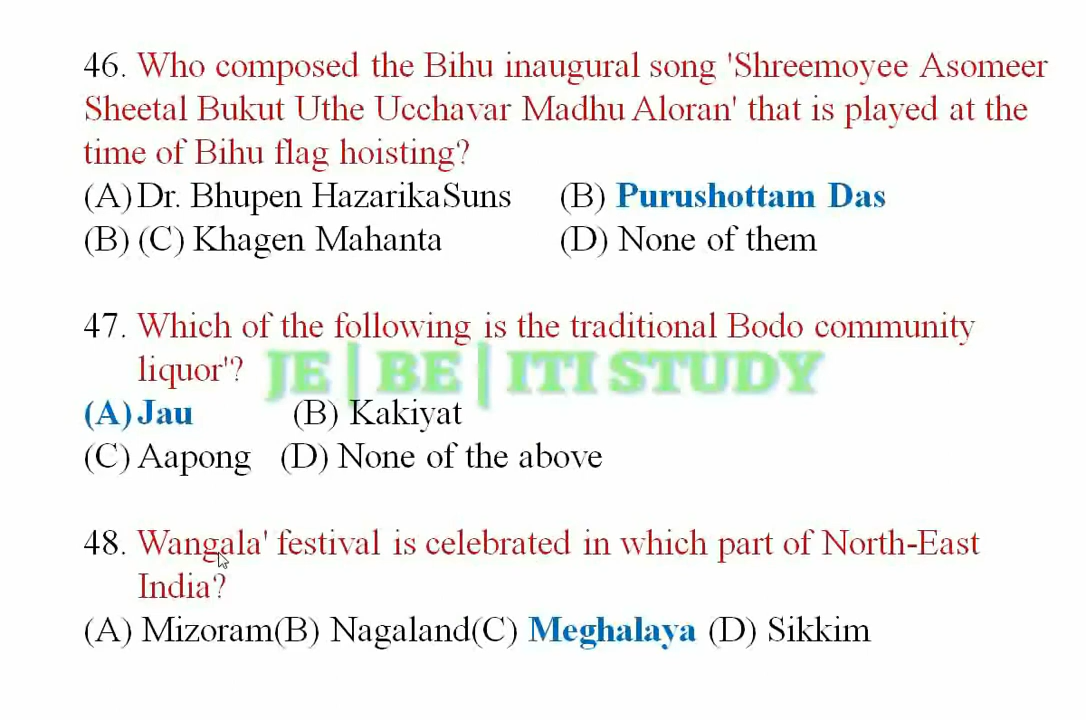 46. Who composed the Bihu inaugural song 'Shreemoyee Asomeer
Sheetal Bukut Uthe Ucchavar Madhu Aloran' that is played at the
time of Bihu flag hoisting?
(A) Dr. Bhupen HazarikaSuns (B) Purushottam Das
(B) (C) Khagen Mahanta (D) None of them
47. Which of the following is the traditional Bodo community
liquor'?
JE | BE | ITI STUDY
(A) Jau (B) Kakiyat
(C) Aapong (D) None of the above
48. Wangala' festival is celebrated in which part of North-East
India?
(A) Mizoram(B) Nagaland(C) Meghalaya (D) Sikkim